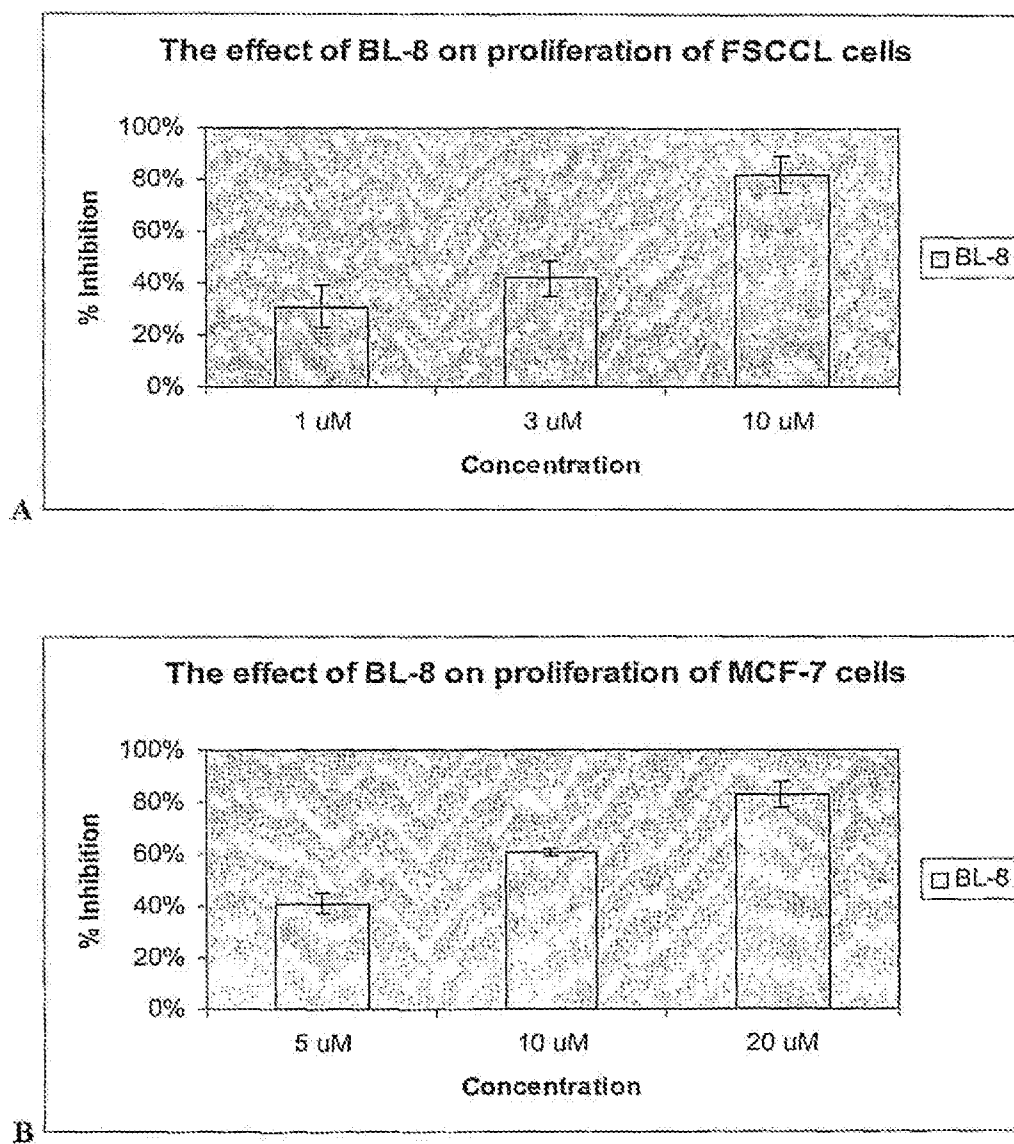 The effect of BL-8 on proliferation of FSCCL cells
100%
80%
60%
40%
20%
0%
% Inhibition
1 uM 3 uM 10 uM
Concentration
BL-8
A
The effect of BL-8 on proliferation of MCF-7 cells
100%
80%
60%
40%
20%
0%
% Inhibition
5 uM 10 uM 20 uM
Concentration
BL-8
B